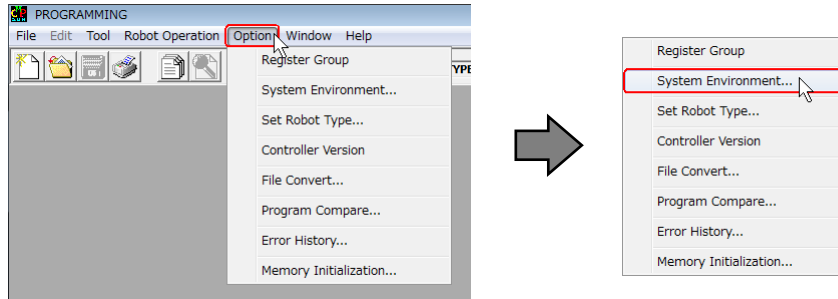 PROGRAMMING
File Edit Tool Robot Operation Option Window Help
TYPE
Register Group
System Environment...
Set Robot Type...
Controller Version
File Convert...
Program Compare...
Error History...
Memory Initialization...
Register Group
System Environment...
Set Robot Type...
Controller Version
File Convert...
Program Compare...
Error History...
Memory Initialization...